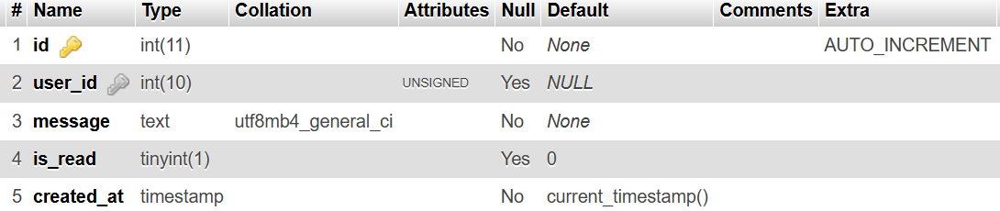 # Name Type Collation Attributes Null Default Comments Extra
1 id int(11) No None AUTO_INCREMENT
2 user_id int(10) UNSIGNED Yes NULL
3 message text utf8mb4_general_ci No None
4 is_read tinyint(1) Yes 0
5 created_at timestamp No current_timestamp()